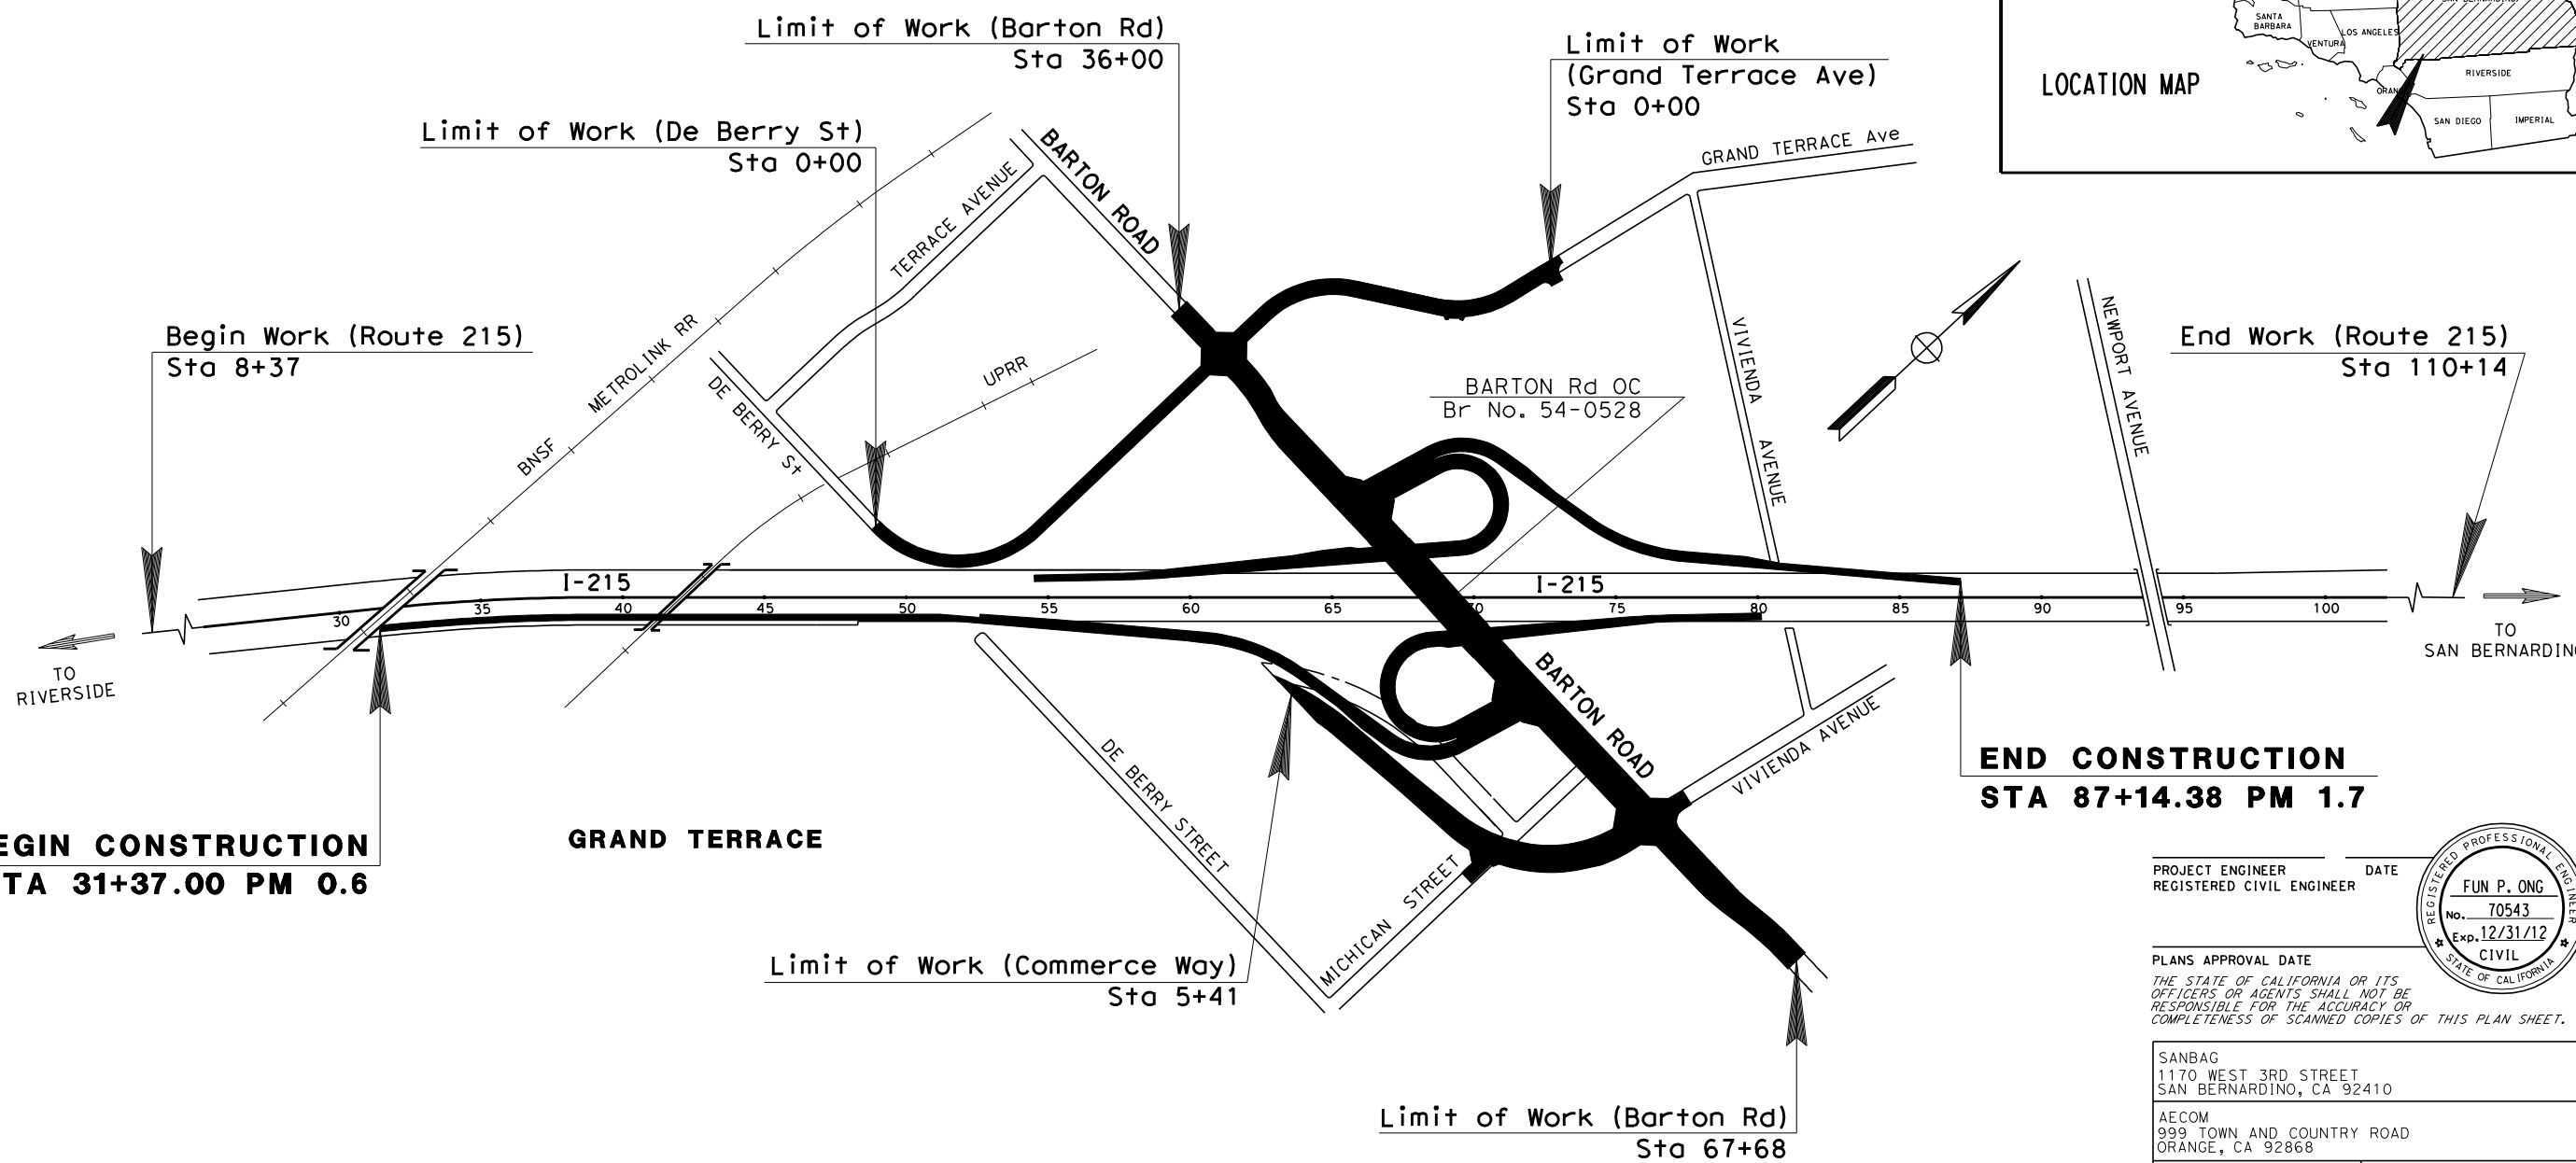 Limit of Work (Barton Rd)
Sta 36+00
Limit of Work
(Grand Terrace Ave)
Sta 0+00
SANTA
BARBARA
VENTURA
LOS ANGELES
RIVERSIDE
SAN DIEGO
IMPERIAL
LOCATION MAP
Limit of Work (De Berry St)
Sta 0+00
BARTON ROAD
TERRACE AVENUE
GRAND TERRACE Ave
Begin Work (Route 215)
Sta 8+37
METROLINK RR
BNSF
UPRR
DE BERRY St
BARTON Rd OC
Br No. 54-0528
VIVIENDA AVENUE
NEWPORT AVENUE
End Work (Route 215)
Sta 110+14
I-215
I-215
30 35 40 45 50 55 60 65 70 75 80 85 90 95 100
TO
RIVERSIDE
TO
SAN BERNARDINO
BARTON ROAD
VIVIENDA AVENUE
DE BERRY STREET
MICHICAN STREET
EGIN CONSTRUCTION
TA 31+37.00 PM 0.6
GRAND TERRACE
END CONSTRUCTION
STA 87+14.38 PM 1.7
Limit of Work (Commerce Way)
Sta 5+41
Limit of Work (Barton Rd)
Sta 67+68
PROJECT ENGINEER DATE
REGISTERED CIVIL ENGINEER
REGISTERED PROFESSIONAL ENGINEER
FUN P. ONG
No. 70543
Exp. 12/31/12
CIVIL
STATE OF CALIFORNIA
PLANS APPROVAL DATE
THE STATE OF CALIFORNIA OR ITS
OFFICERS OR AGENTS SHALL NOT BE
RESPONSIBLE FOR THE ACCURACY OR
COMPLETENESS OF SCANNED COPIES OF THIS PLAN SHEET.
SANBAG
1170 WEST 3RD STREET
SAN BERNARDINO, CA 92410
AECOM
999 TOWN AND COUNTRY ROAD
ORANGE, CA 92868